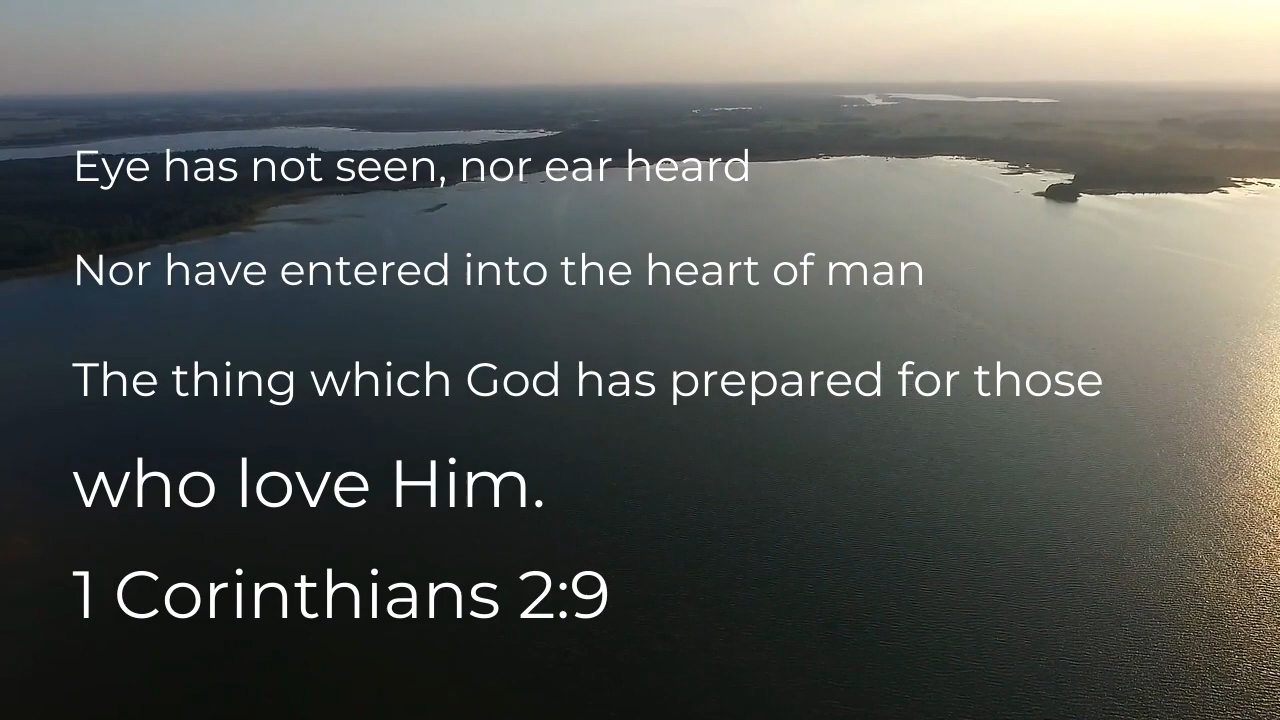 Eye has not seen, nor ear heard
Nor have entered into the heart of man
The thing which God has prepared for those
who love Him.
1 Corinthians 2:9